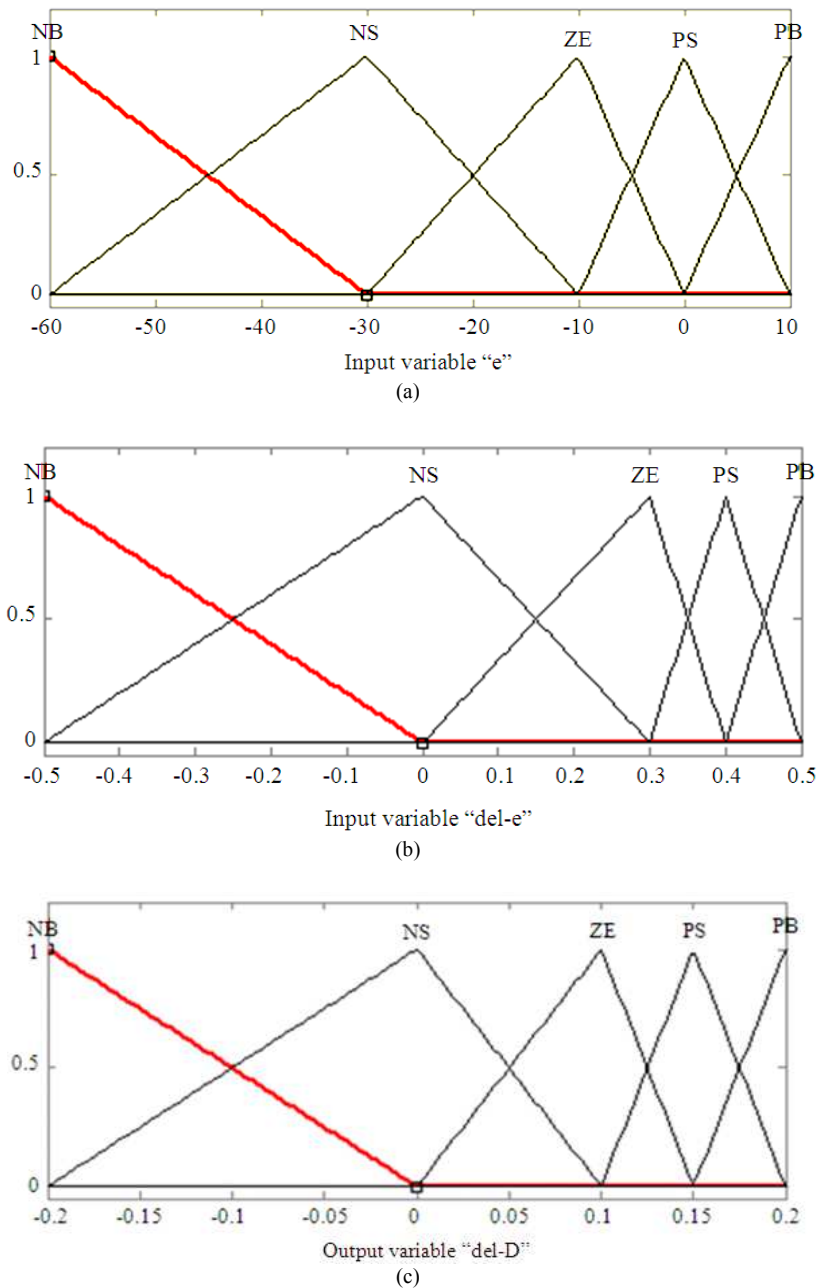 NB NS ZE PS PB
1
0.5
0
-60 -50 -40 -30 -20 -10 0 10
Input variable “e”
(a)
NB NS ZE PS PB
1
0.5
0
-0.5 -0.4 -0.3 -0.2 -0.1 0 0.1 0.2 0.3 0.4 0.5
Input variable “del-e”
(b)
NB NS ZE PS PB
1
0.5
0
-0.2 -0.15 -0.1 -0.05 0 0.05 0.1 0.15 0.2
Output variable “del-D”
(c)